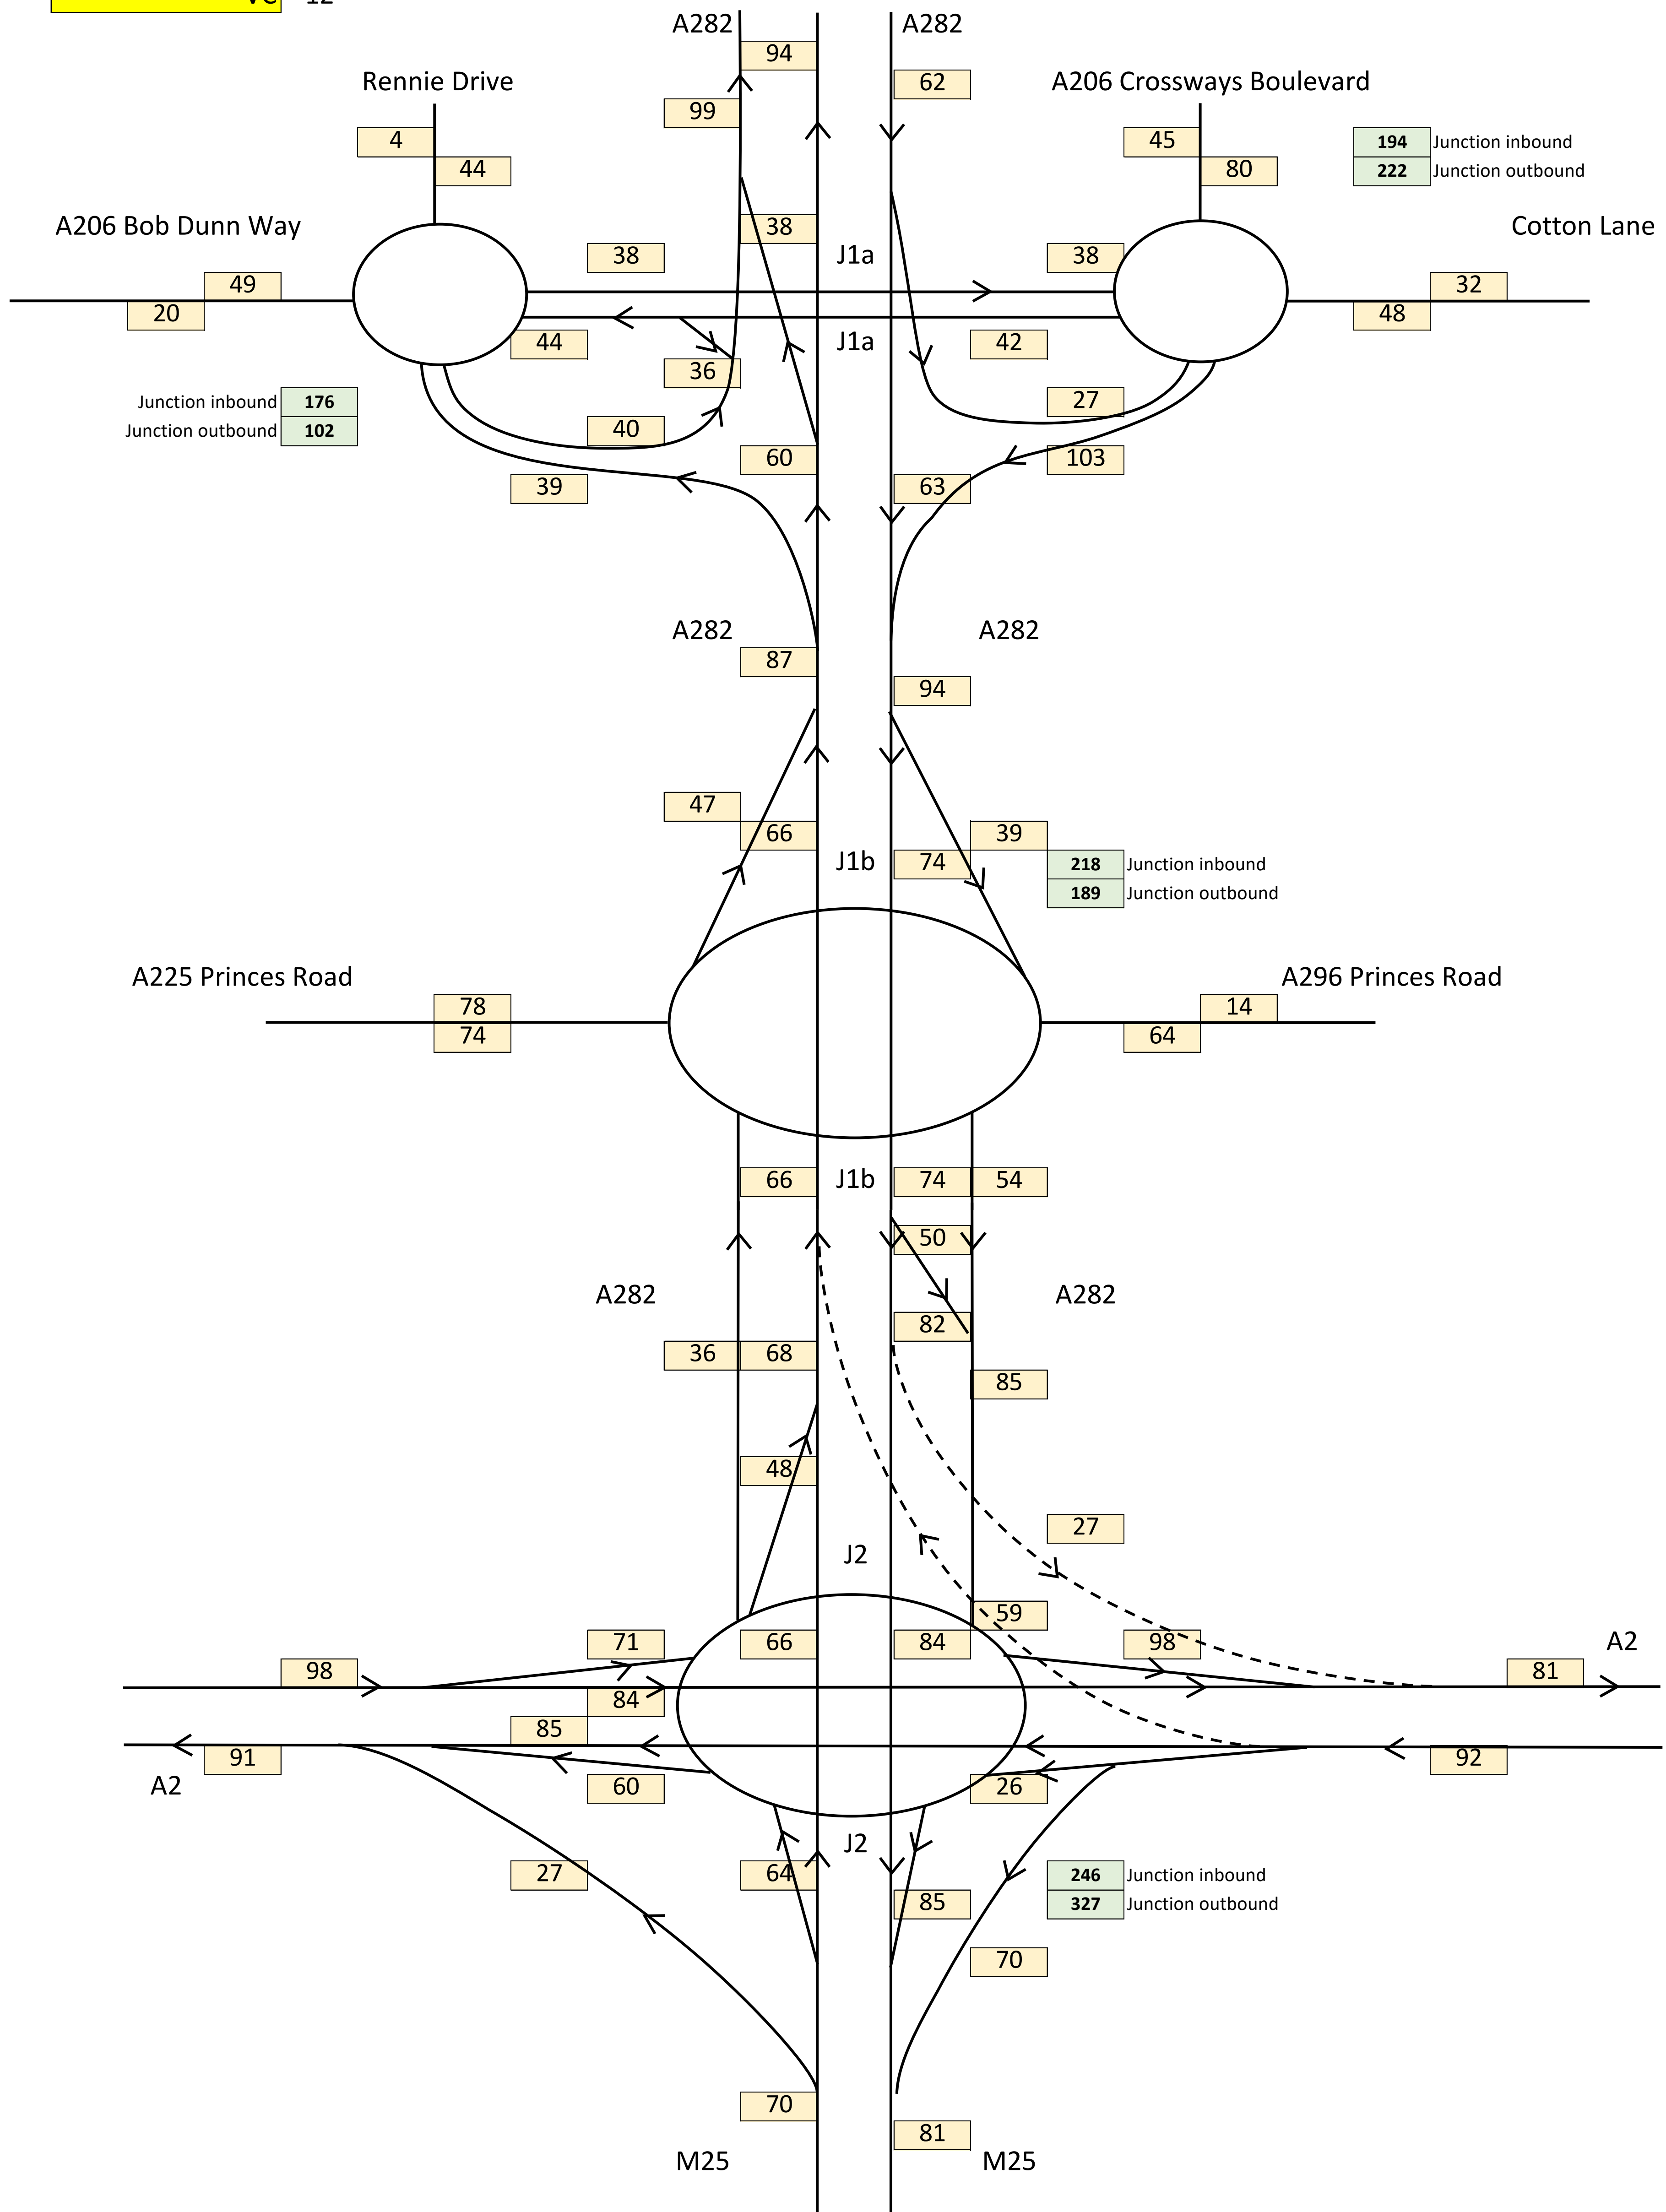 VC 12
A282
A282
94
62
Rennie Drive
A206 Crossways Boulevard
99
4
45
194 Junction inbound
44
80
222 Junction outbound
A206 Bob Dunn Way
38
Cotton Lane
38
J1a
38
49
32
20
48
44
J1a
42
36
Junction inbound 176
27
Junction outbound 102
40
60
103
39
63
A282
A282
87
94
47
66
39
J1b
74
218 Junction inbound
189 Junction outbound
A225 Princes Road
A296 Princes Road
78
14
74
64
66
J1b
74
54
50
A282
A282
82
36
68
85
48
27
J2
59
71
66
84
98
A2
98
81
84
85
91
92
A2
60
26
J2
27
64
246 Junction inbound
85
327 Junction outbound
70
70
81
M25
M25